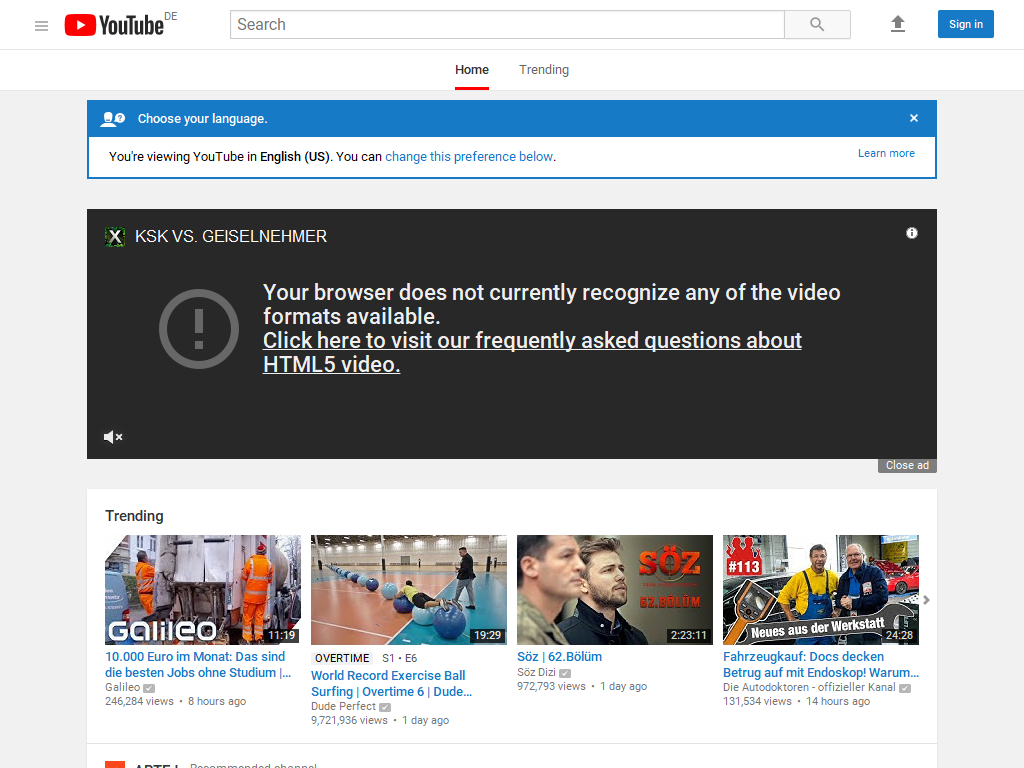 YouTube DE
Search
Sign in
Home
Trending
Choose your language.
You're viewing YouTube in English (US). You can change this preference below.
Learn more
KSK VS. GEISELNEHMER
Your browser does not currently recognize any of the video
formats available.
Click here to visit our frequently asked questions about
HTML5 video.
Close ad
Trending
Galileo
11:19
10.000 Euro im Monat: Das sind
die besten Jobs ohne Studium |...
Galileo
246,284 views • 8 hours ago
19:29
OVERTIME S1 • E6
World Record Exercise Ball
Surfing | Overtime 6 | Dude...
Dude Perfect
9,721,936 views • 1 day ago
SÖZ
62.BÖLÜM
2:23:11
Söz | 62.Bölüm
Söz Dizi
972,793 views • 1 day ago
#113
Neues aus der Werkstatt
24:28
Fahrzeugkauf: Docs decken
Betrug auf mit Endoskop! Warum...
Die Autodoktoren - offizieller Kanal
131,534 views • 14 hours ago
Recommended channel